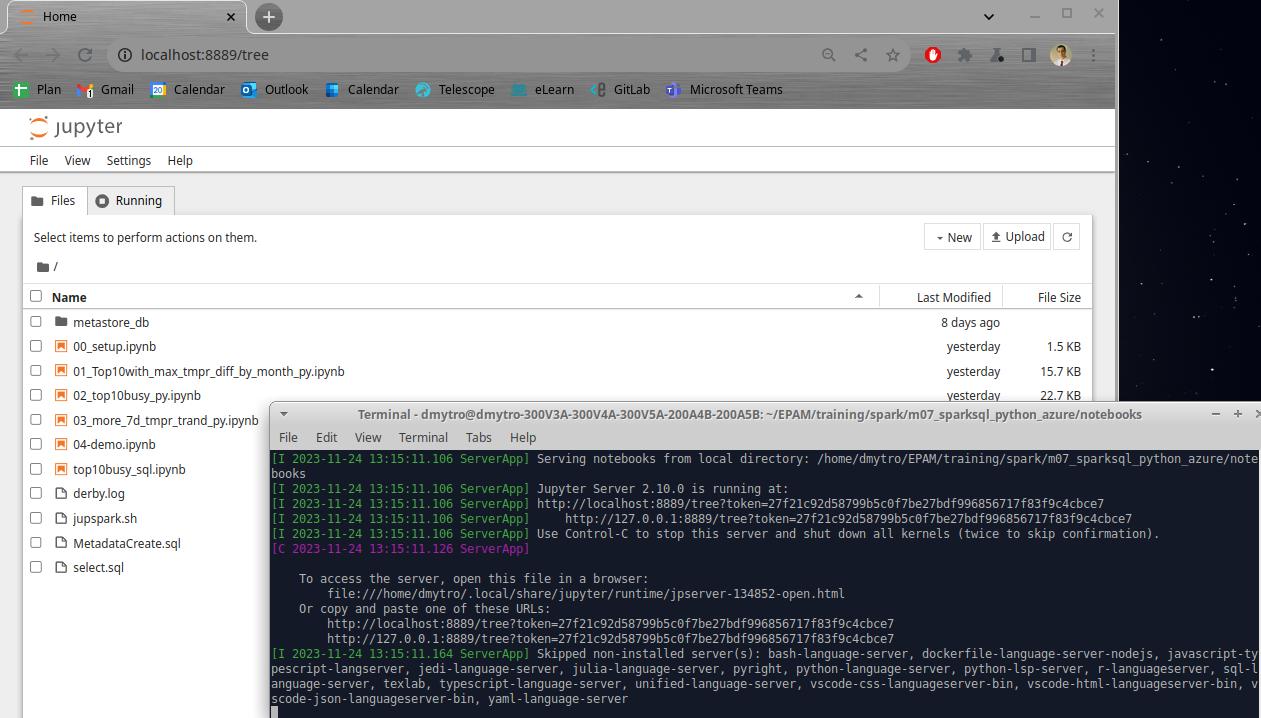 Home
localhost:8889/tree
Plan 1 Gmail 20 Calendar Outlook Calendar Telescope eLearn GitLab Microsoft Teams
jupyter
File View Settings Help
Files Running
Select items to perform actions on them.
New Upload
/
Name Last Modified File Size
metastore_db 8 days ago
00_setup.ipynb yesterday 1.5 KB
01_Top10with_max_tmpr_diff_by_month_py.ipynb yesterday 15.7 KB
02_top10busy_py.ipynb yesterday 22.7 KB
03_more_7d_tmpr_trand_py.ipynb
04-demo.ipynb
top10busy_sql.ipynb
derby.log
jupspark.sh
MetadataCreate.sql
select.sql
Terminal - dmytro@dmytro-300V3A-300V4A-300V5A-200A4B-200A5B: ~/EPAM/training/spark/m07_sparksql_python_azure/notebooks
File Edit View Terminal Tabs Help
[I 2023-11-24 13:15:11.106 ServerApp] Serving notebooks from local directory: /home/dmytro/EPAM/training/spark/m07_sparksql_python_azure/note
books
[I 2023-11-24 13:15:11.106 ServerApp] Jupyter Server 2.10.0 is running at:
[I 2023-11-24 13:15:11.106 ServerApp] http://localhost:8889/tree?token=27f21c92d58799b5c0f7be27bdf996856717f83f9c4cbce7
[I 2023-11-24 13:15:11.106 ServerApp]     http://127.0.0.1:8889/tree?token=27f21c92d58799b5c0f7be27bdf996856717f83f9c4cbce7
[I 2023-11-24 13:15:11.106 ServerApp] Use Control-C to stop this server and shut down all kernels (twice to skip confirmation).
[C 2023-11-24 13:15:11.126 ServerApp]
To access the server, open this file in a browser:
file:///home/dmytro/.local/share/jupyter/runtime/jpserver-134852-open.html
Or copy and paste one of these URLs:
http://localhost:8889/tree?token=27f21c92d58799b5c0f7be27bdf996856717f83f9c4cbce7
http://127.0.0.1:8889/tree?token=27f21c92d58799b5c0f7be27bdf996856717f83f9c4cbce7
[I 2023-11-24 13:15:11.164 ServerApp] Skipped non-installed server(s): bash-language-server, dockerfile-language-server-nodejs, javascript-ty
pescript-langserver, jedi-language-server, julia-language-server, pyright, python-language-server, python-lsp-server, r-languageserver, sql-l
anguage-server, texlab, typescript-language-server, unified-language-server, vscode-css-languageserver-bin, vscode-html-languageserver-bin, v
scode-json-languageserver-bin, yaml-language-server